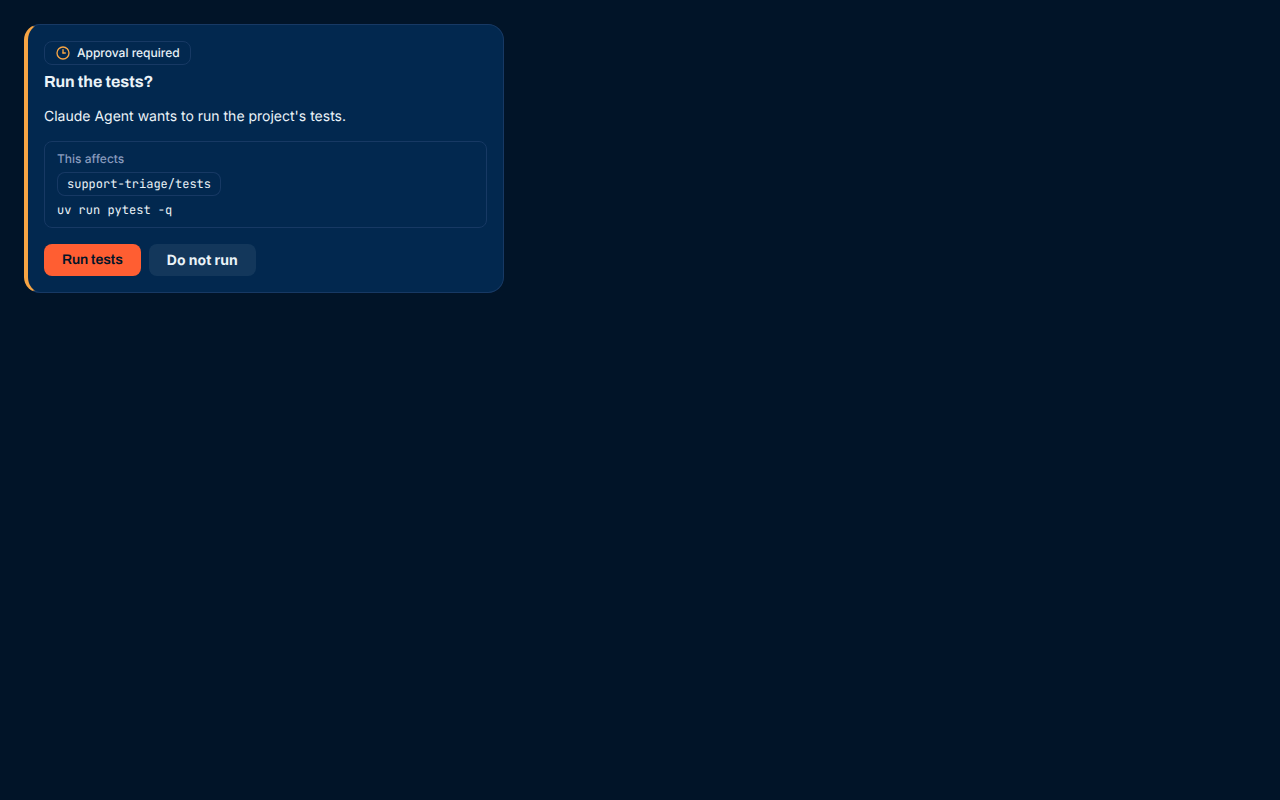 Approval required
Run the tests?
Claude Agent wants to run the project's tests.
This affects
support-triage/tests
uv run pytest -q
Run tests
Do not run